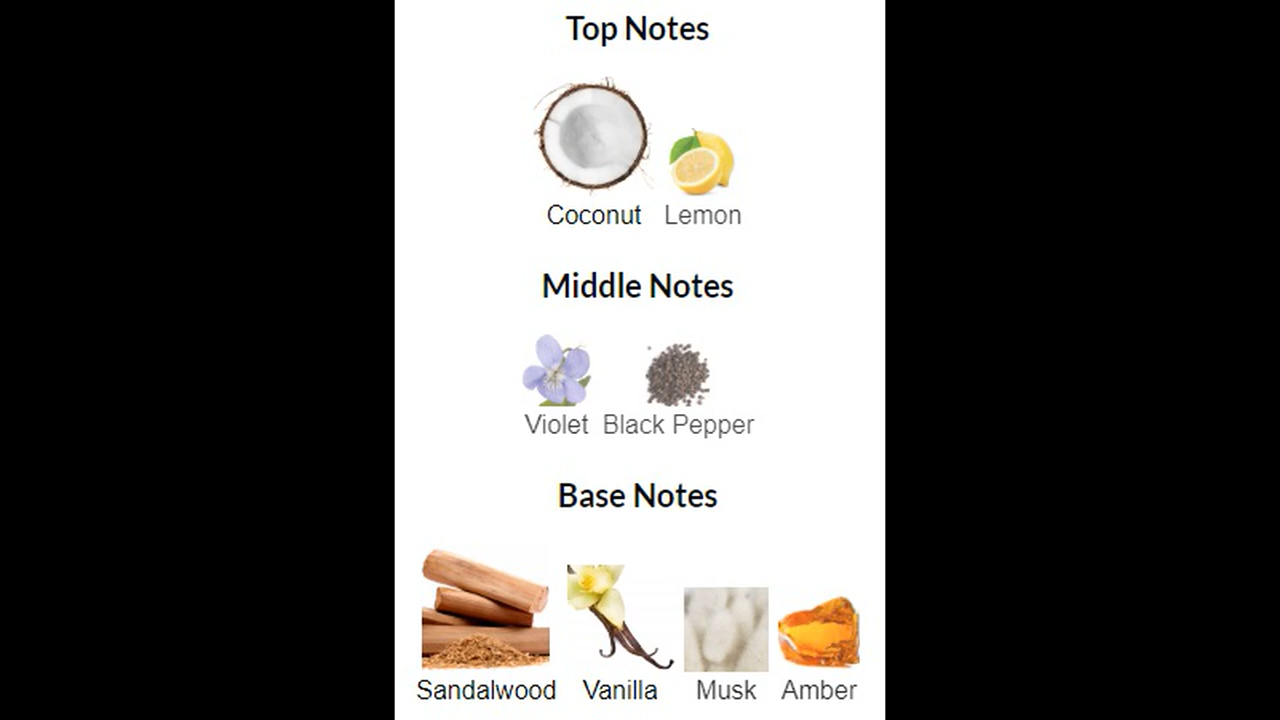 Top Notes
Coconut Lemon
Middle Notes
Violet Black Pepper
Base Notes
Sandalwood Vanilla Musk Amber